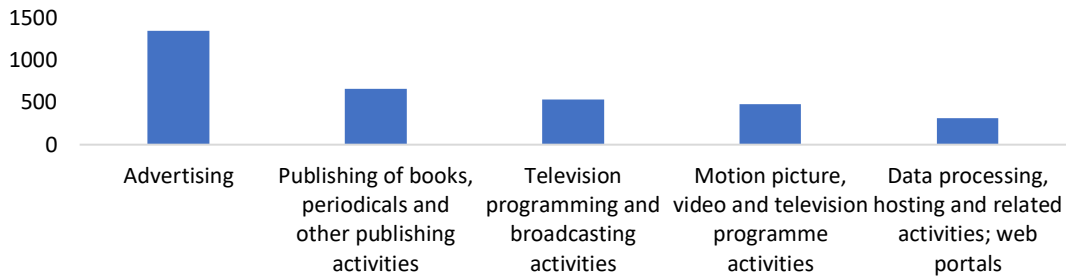 1500
1000
500
0
Advertising
Publishing of books,
periodicals and
other publishing
activities
Television
programming and
broadcasting
activities
Motion picture,
video and television
programme
activities
Data processing,
hosting and related
activities; web
portals